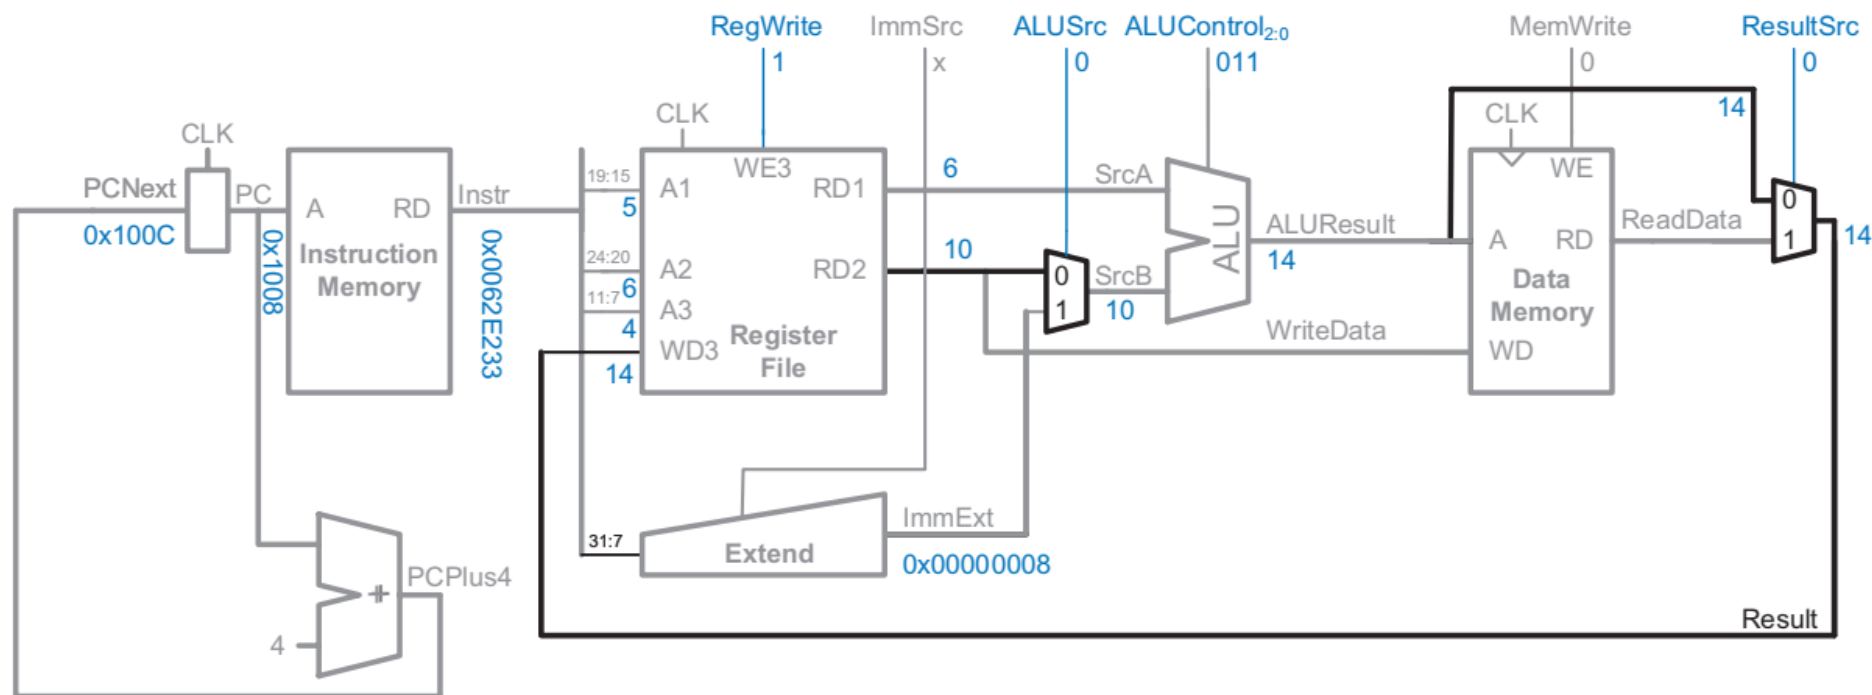 RegWrite ImmSrc ALUSrc ALUControl2:0 MemWrite ResultSrc
1 x 0 011 0 0
14
CLK CLK CLK
WE3 WE
PCNext PC Instr
0x100C
0x1008
0x0062E233
A RD
Instruction
Memory
19:15
5
24:20
6
11:7
4
14
A1 RD1
A2 RD2
A3
WD3
Register
File
6
10
SrcA
0
1
SrcB
10
ALU
ALUResult
14
WriteData
A RD
Data
Memory
WD
ReadData
0
1
14
31:7
Extend
ImmExt
0x00000008
PCPlus4
+
4
Result